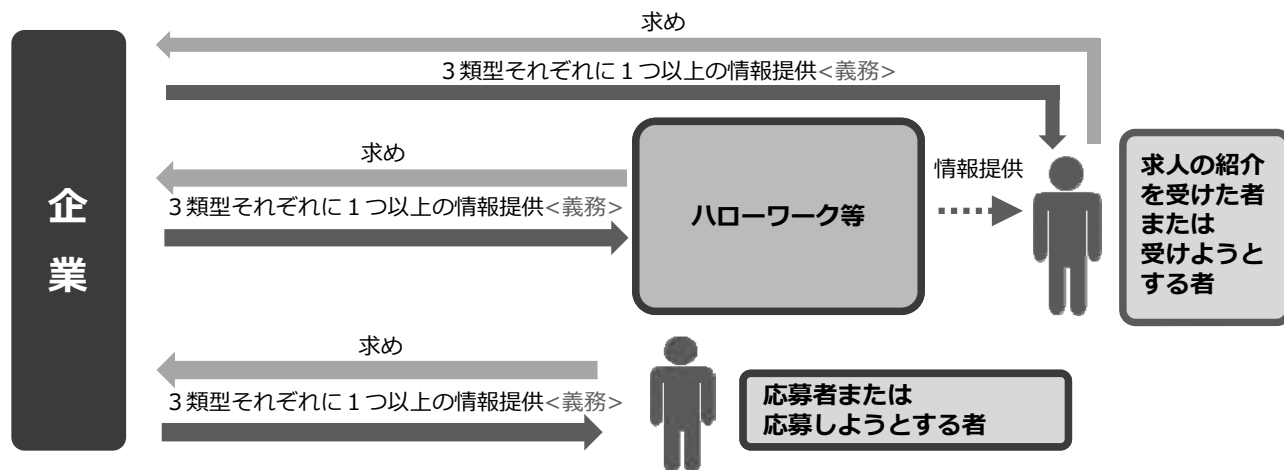 求め
3類型それぞれに1つ以上の情報提供<義務>
企
業
求め
3類型それぞれに1つ以上の情報提供<義務>
ハローワーク等
情報提供
求人の紹介
を受けた者
または
受けようと
する者
求め
3類型それぞれに1つ以上の情報提供<義務>
応募者または
応募しようとする者